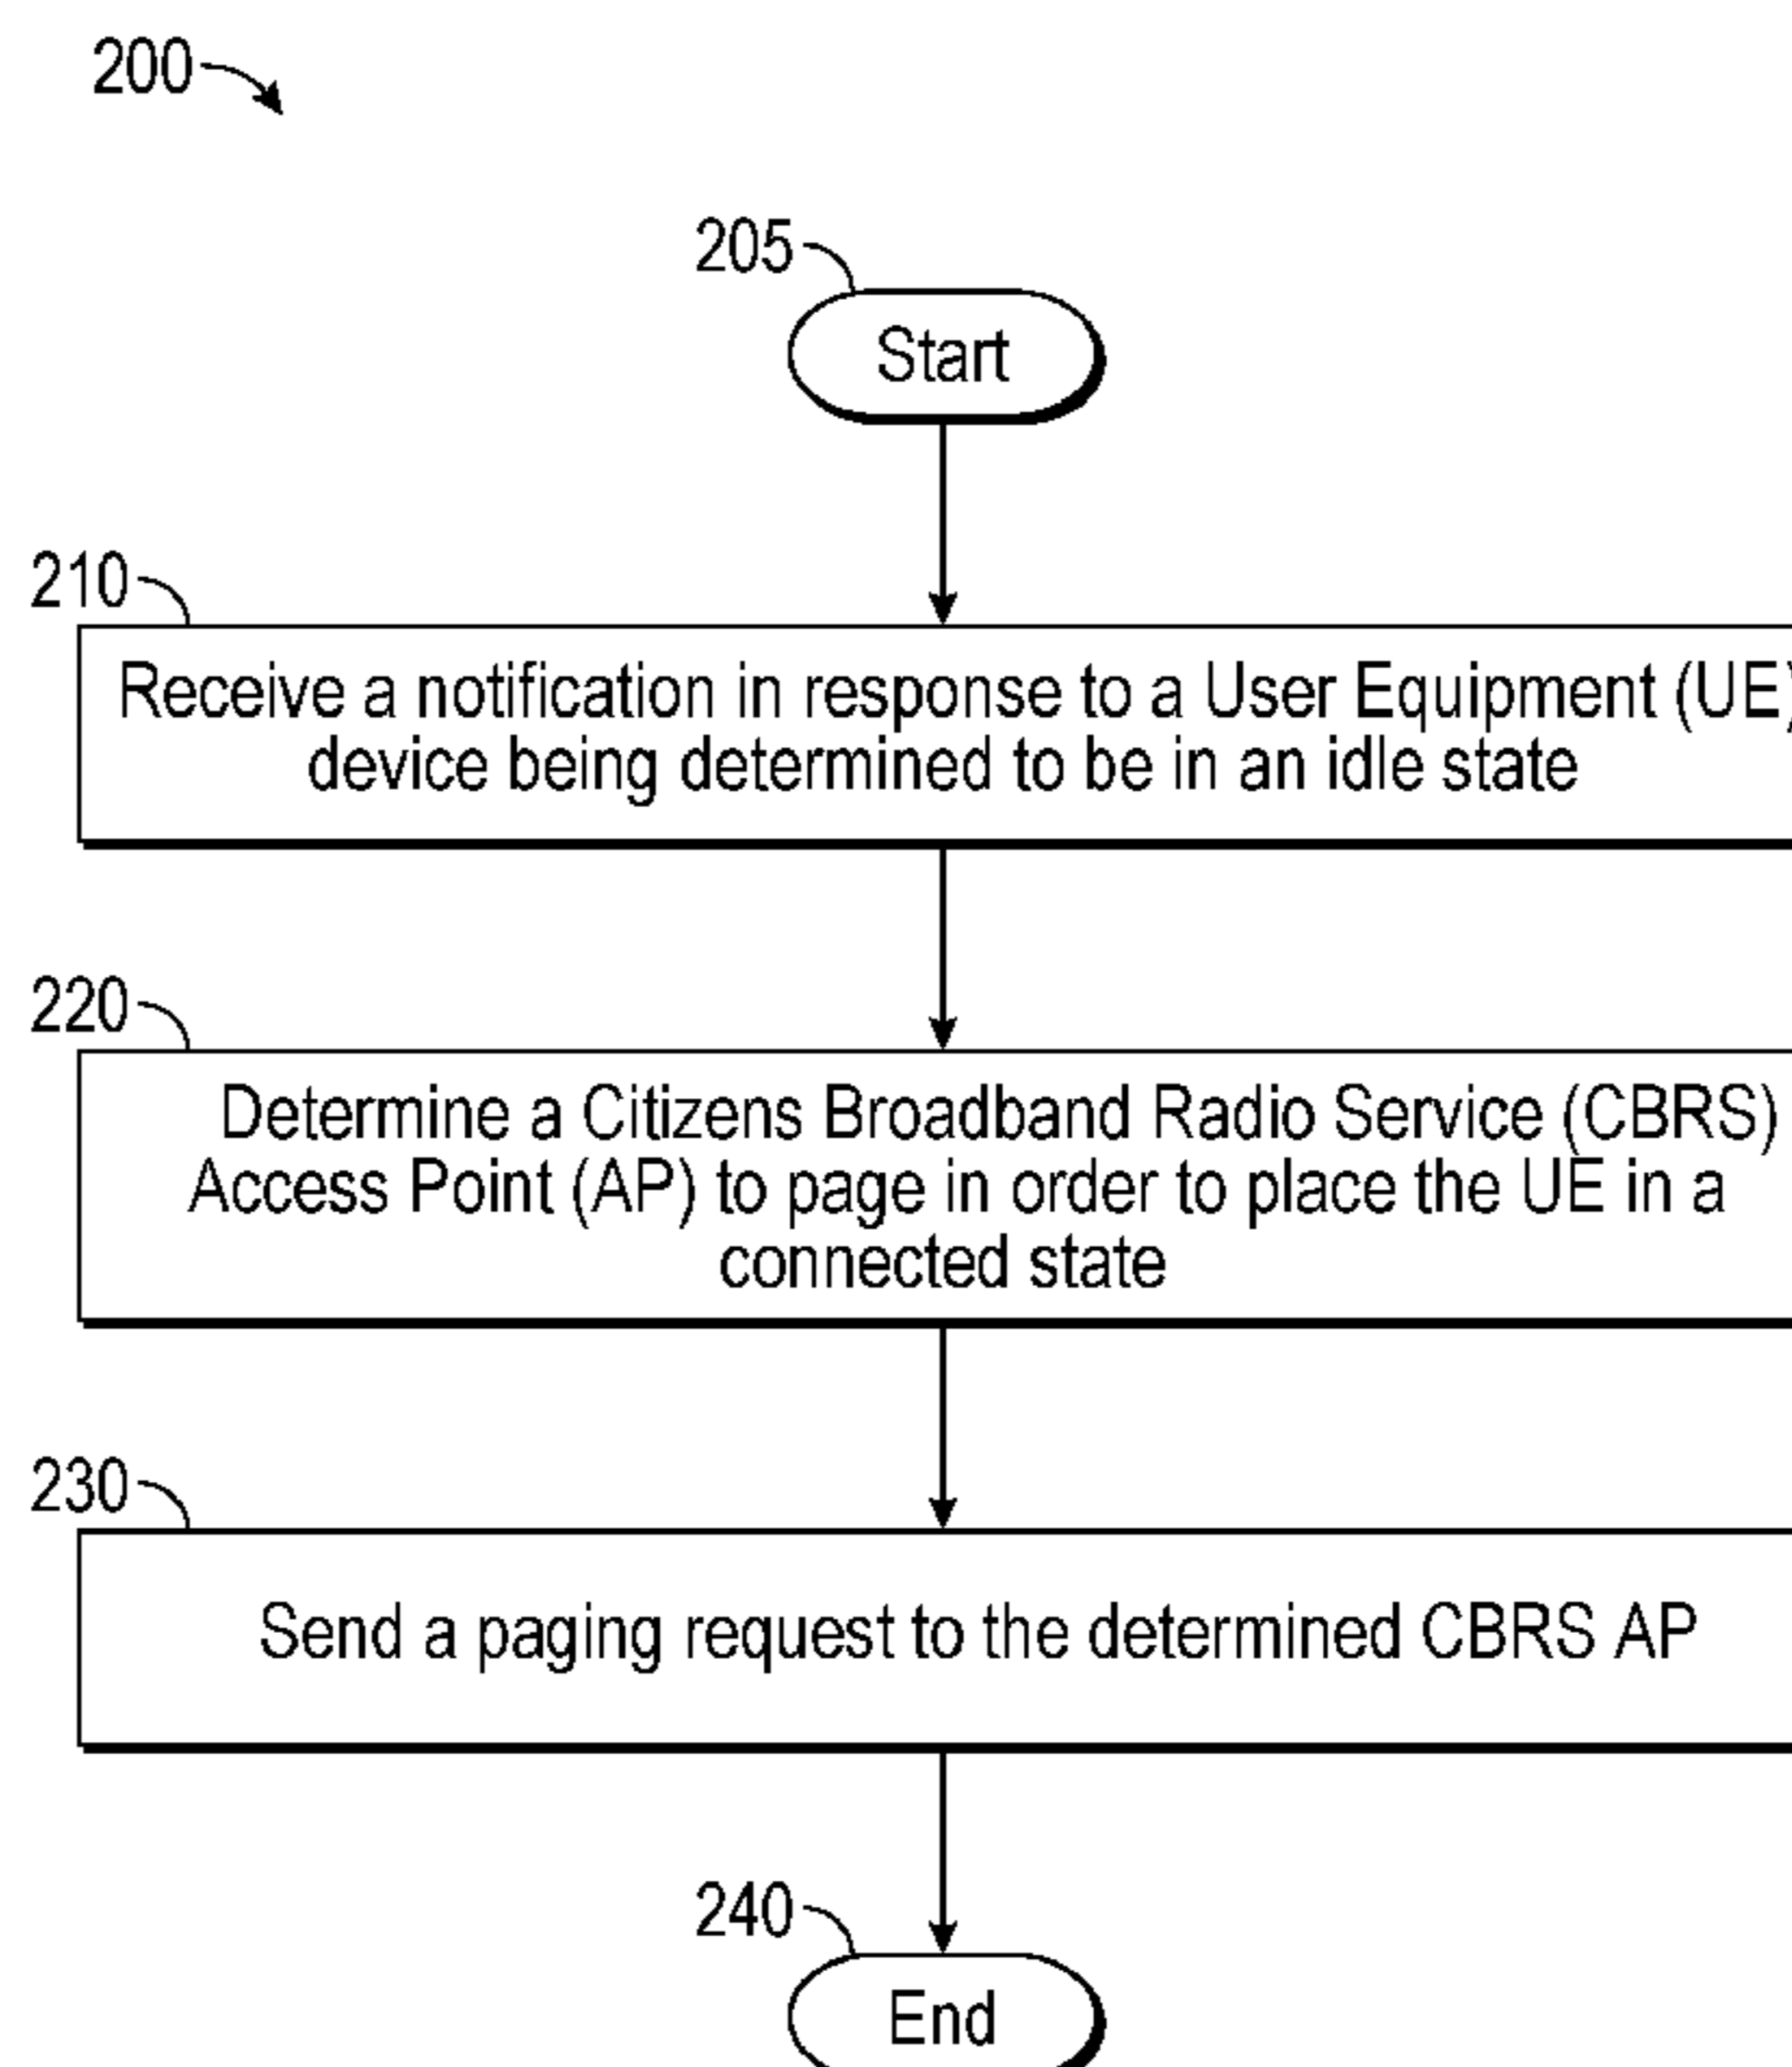 200
205
Start
210
Receive a notification in response to a User Equipment (UE)
device being determined to be in an idle state
220
Determine a Citizens Broadband Radio Service (CBRS)
Access Point (AP) to page in order to place the UE in a
connected state
230
Send a paging request to the determined CBRS AP
240
End